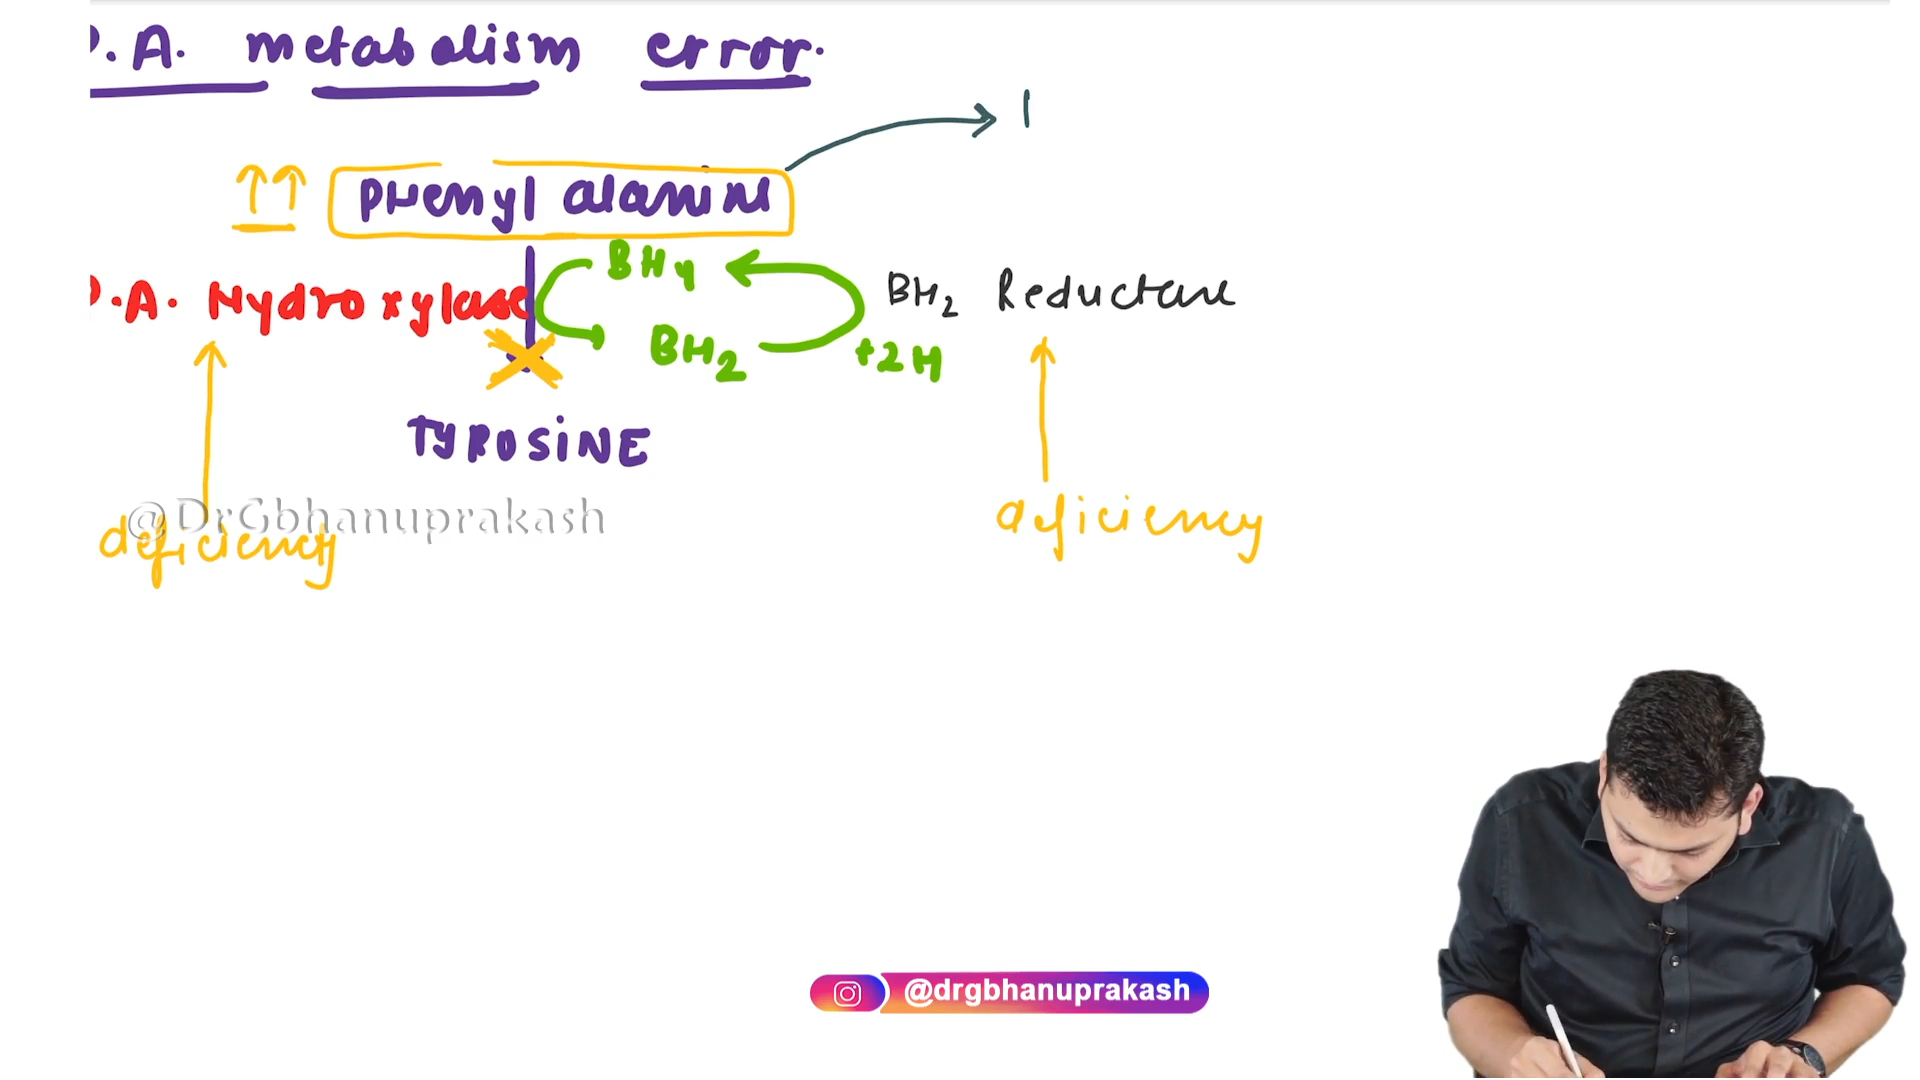 P.A. metabolism error.
↑↑ Phenyl alanine
BH4
P.A. Hydroxylase
BH2 Reductase
BH2
+2H
TYROSINE
@DrGbhanuprakash
deficiency
deficiency
@drgbhanuprakash